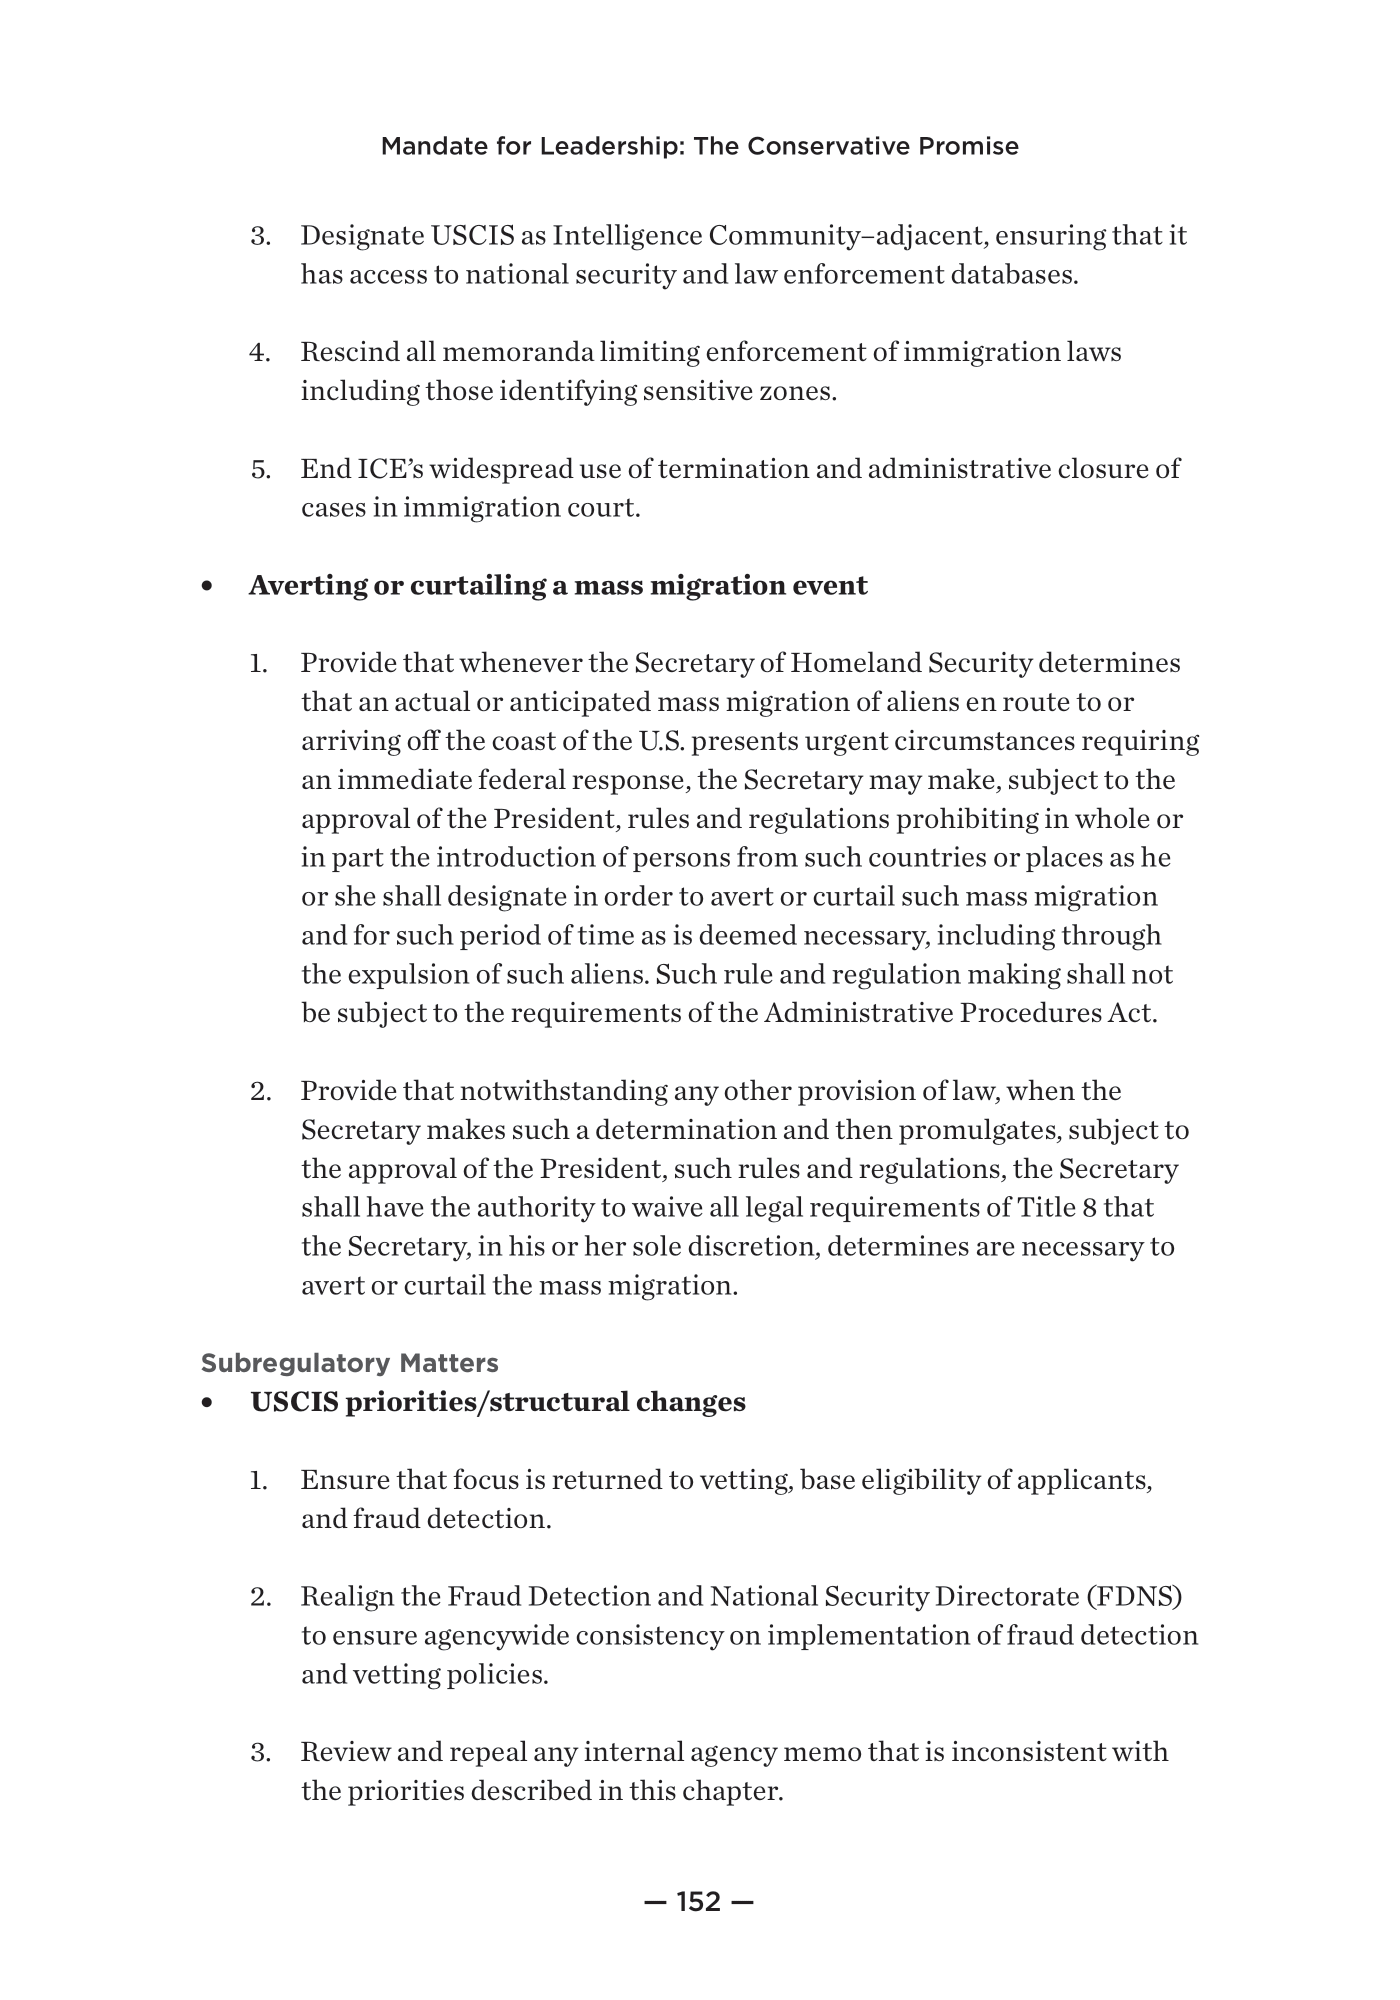 Mandate for Leadership: The Conservative Promise
3. Designate USCIS as Intelligence Community–adjacent, ensuring that it
has access to national security and law enforcement databases.
4. Rescind all memoranda limiting enforcement of immigration laws
including those identifying sensitive zones.
5. End ICE’s widespread use of termination and administrative closure of
cases in immigration court.
• Averting or curtailing a mass migration event
1. Provide that whenever the Secretary of Homeland Security determines
that an actual or anticipated mass migration of aliens en route to or
arriving off the coast of the U.S. presents urgent circumstances requiring
an immediate federal response, the Secretary may make, subject to the
approval of the President, rules and regulations prohibiting in whole or
in part the introduction of persons from such countries or places as he
or she shall designate in order to avert or curtail such mass migration
and for such period of time as is deemed necessary, including through
the expulsion of such aliens. Such rule and regulation making shall not
be subject to the requirements of the Administrative Procedures Act.
2. Provide that notwithstanding any other provision of law, when the
Secretary makes such a determination and then promulgates, subject to
the approval of the President, such rules and regulations, the Secretary
shall have the authority to waive all legal requirements of Title 8 that
the Secretary, in his or her sole discretion, determines are necessary to
avert or curtail the mass migration.
Subregulatory Matters
• USCIS priorities/structural changes
1. Ensure that focus is returned to vetting, base eligibility of applicants,
and fraud detection.
2. Realign the Fraud Detection and National Security Directorate (FDNS)
to ensure agencywide consistency on implementation of fraud detection
and vetting policies.
3. Review and repeal any internal agency memo that is inconsistent with
the priorities described in this chapter.
— 152 —